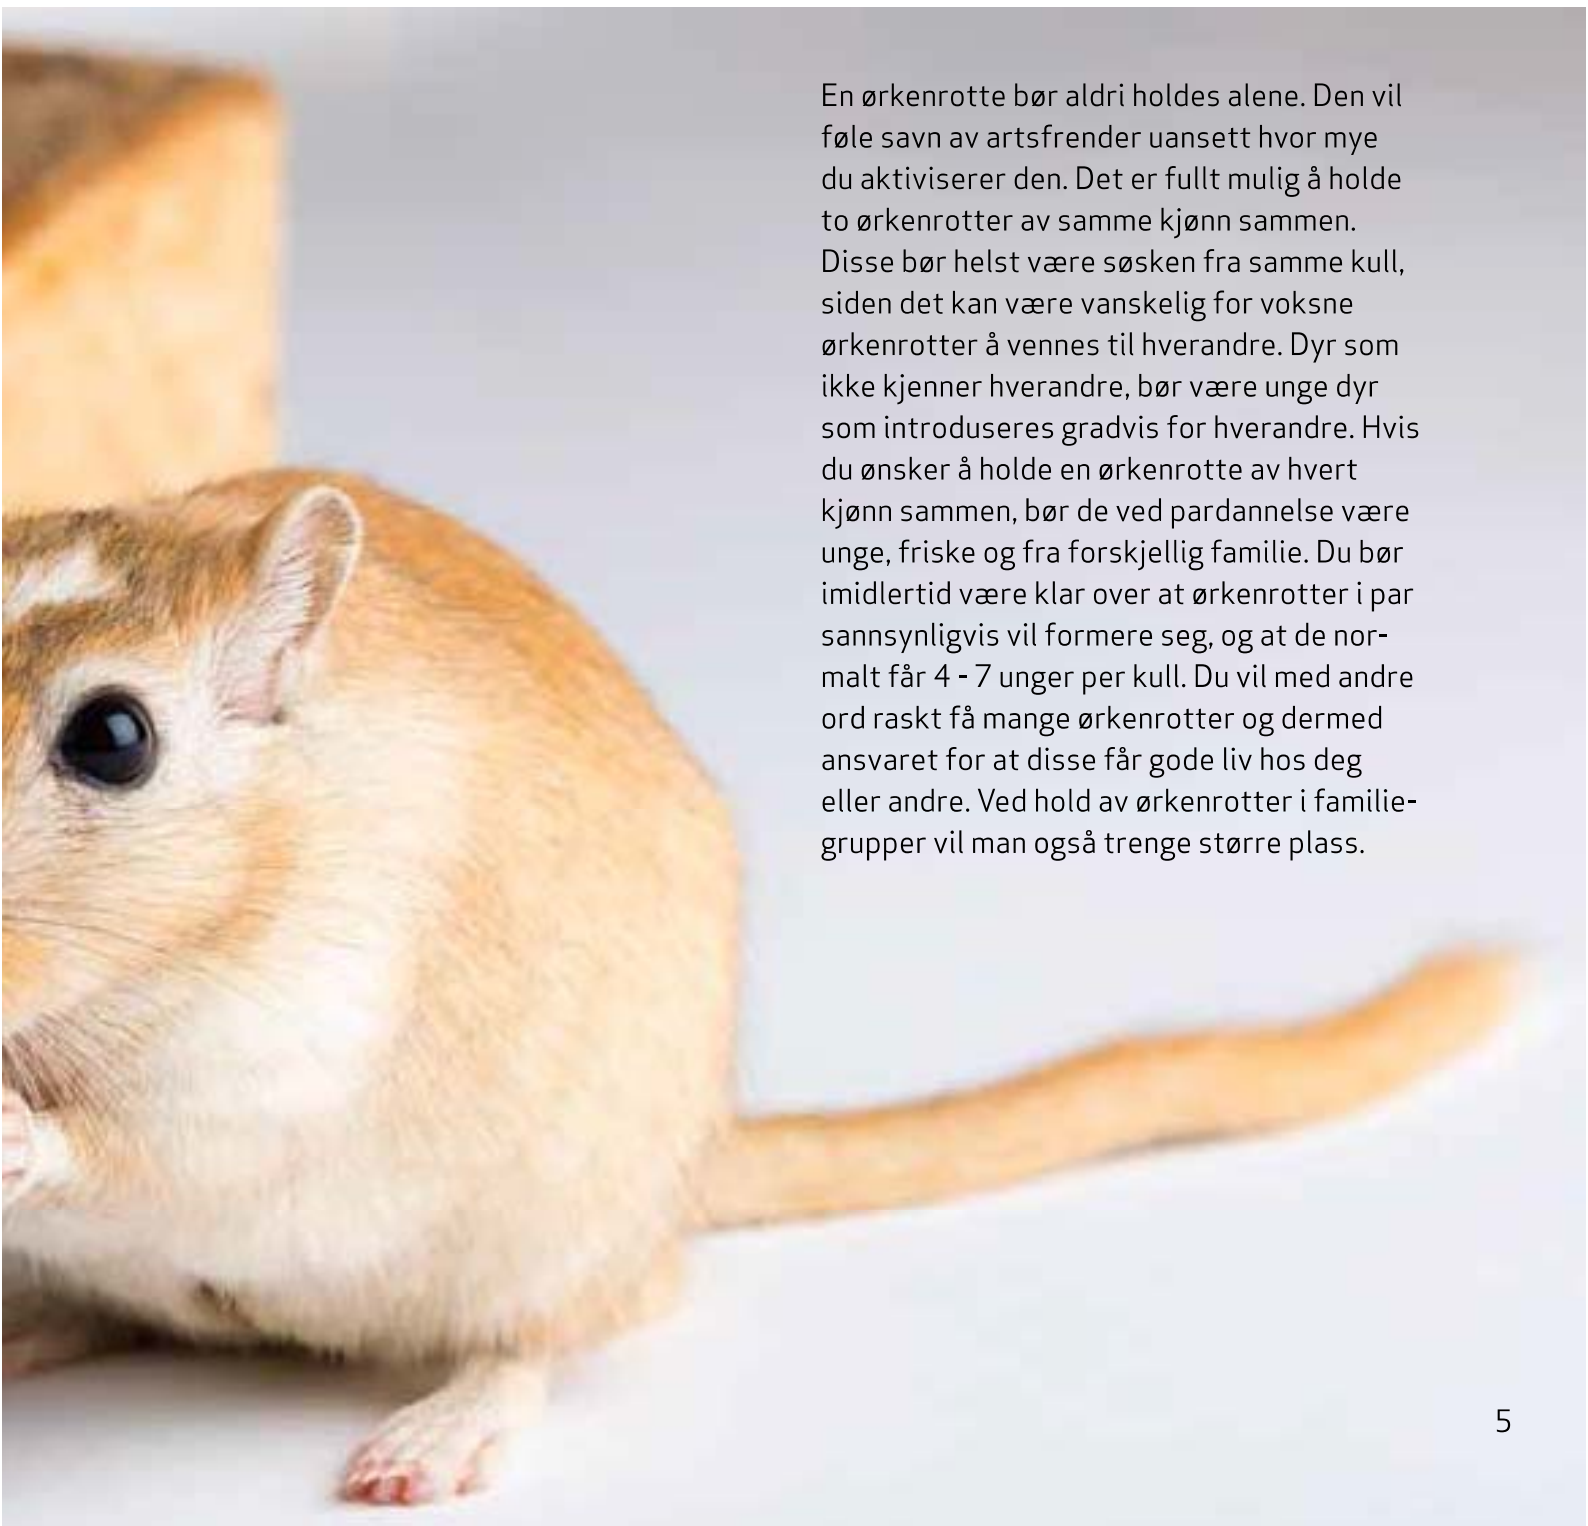 En ørkenrotte bør aldri holdes alene. Den vil
føle savn av artsfrender uansett hvor mye
du aktiviserer den. Det er fullt mulig å holde
to ørkenrotter av samme kjønn sammen.
Disse bør helst være søsken fra samme kull,
siden det kan være vanskelig for voksne
ørkenrotter å vennes til hverandre. Dyr som
ikke kjenner hverandre, bør være unge dyr
som introduseres gradvis for hverandre. Hvis
du ønsker å holde en ørkenrotte av hvert
kjønn sammen, bør de ved pardannelse være
unge, friske og fra forskjellig familie. Du bør
imidlertid være klar over at ørkenrotter i par
sannsynligvis vil formere seg, og at de nor-
malt får 4 - 7 unger per kull. Du vil med andre
ord raskt få mange ørkenrotter og dermed
ansvaret for at disse får gode liv hos deg
eller andre. Ved hold av ørkenrotter i familie-
grupper vil man også trenge større plass.
5